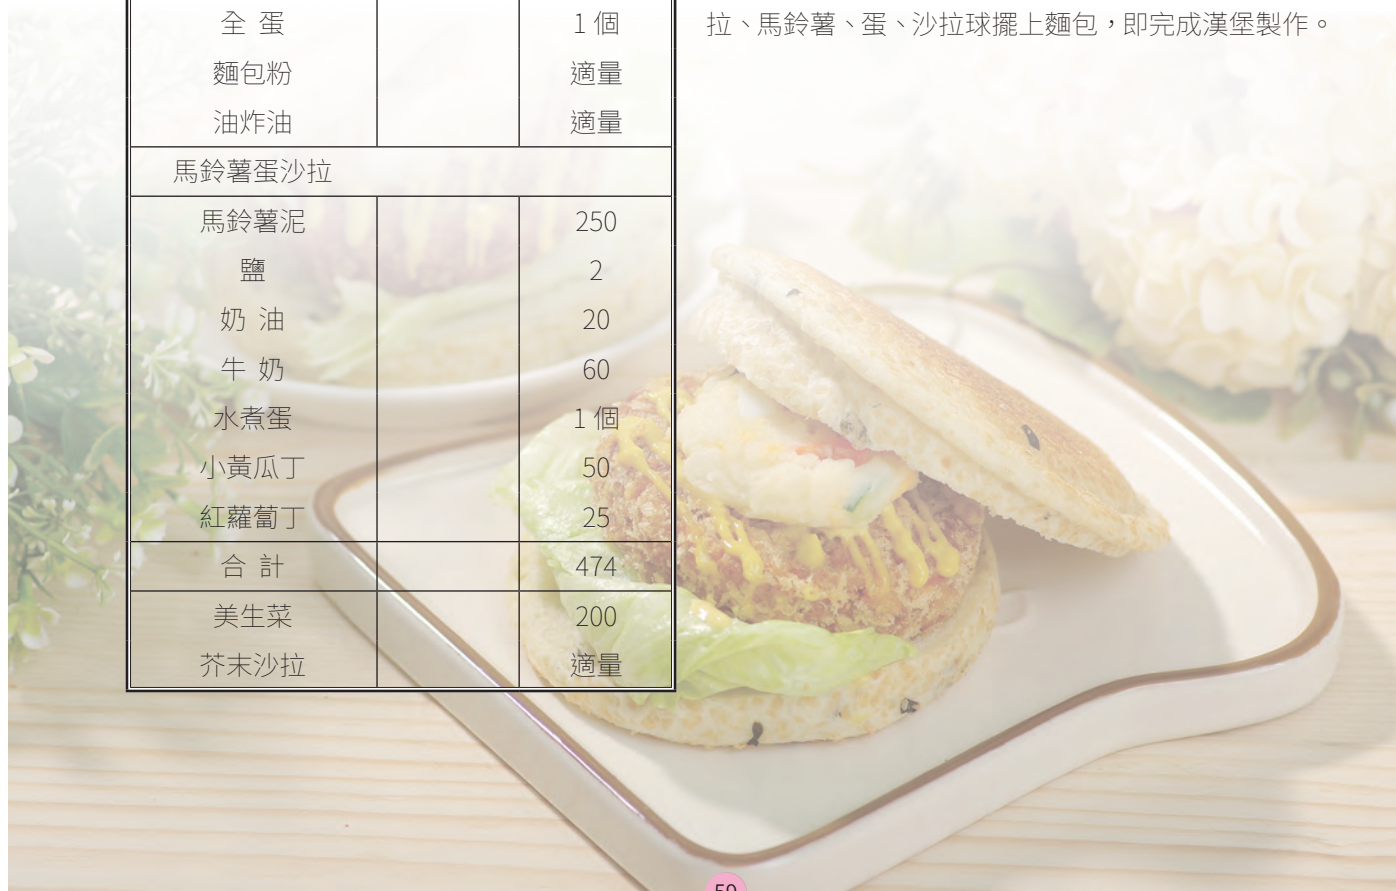 全 蛋 1 個
麵包粉 適量
油炸油 適量
馬鈴薯蛋沙拉
馬鈴薯泥 250
鹽 2
奶 油 20
牛 奶 60
水煮蛋 1 個
小黃瓜丁 50
紅蘿蔔丁 25
合 計 474
美生菜 200
芥末沙拉 適量
拉、馬鈴薯、蛋、沙拉球擺上麵包，即完成漢堡製作。
59